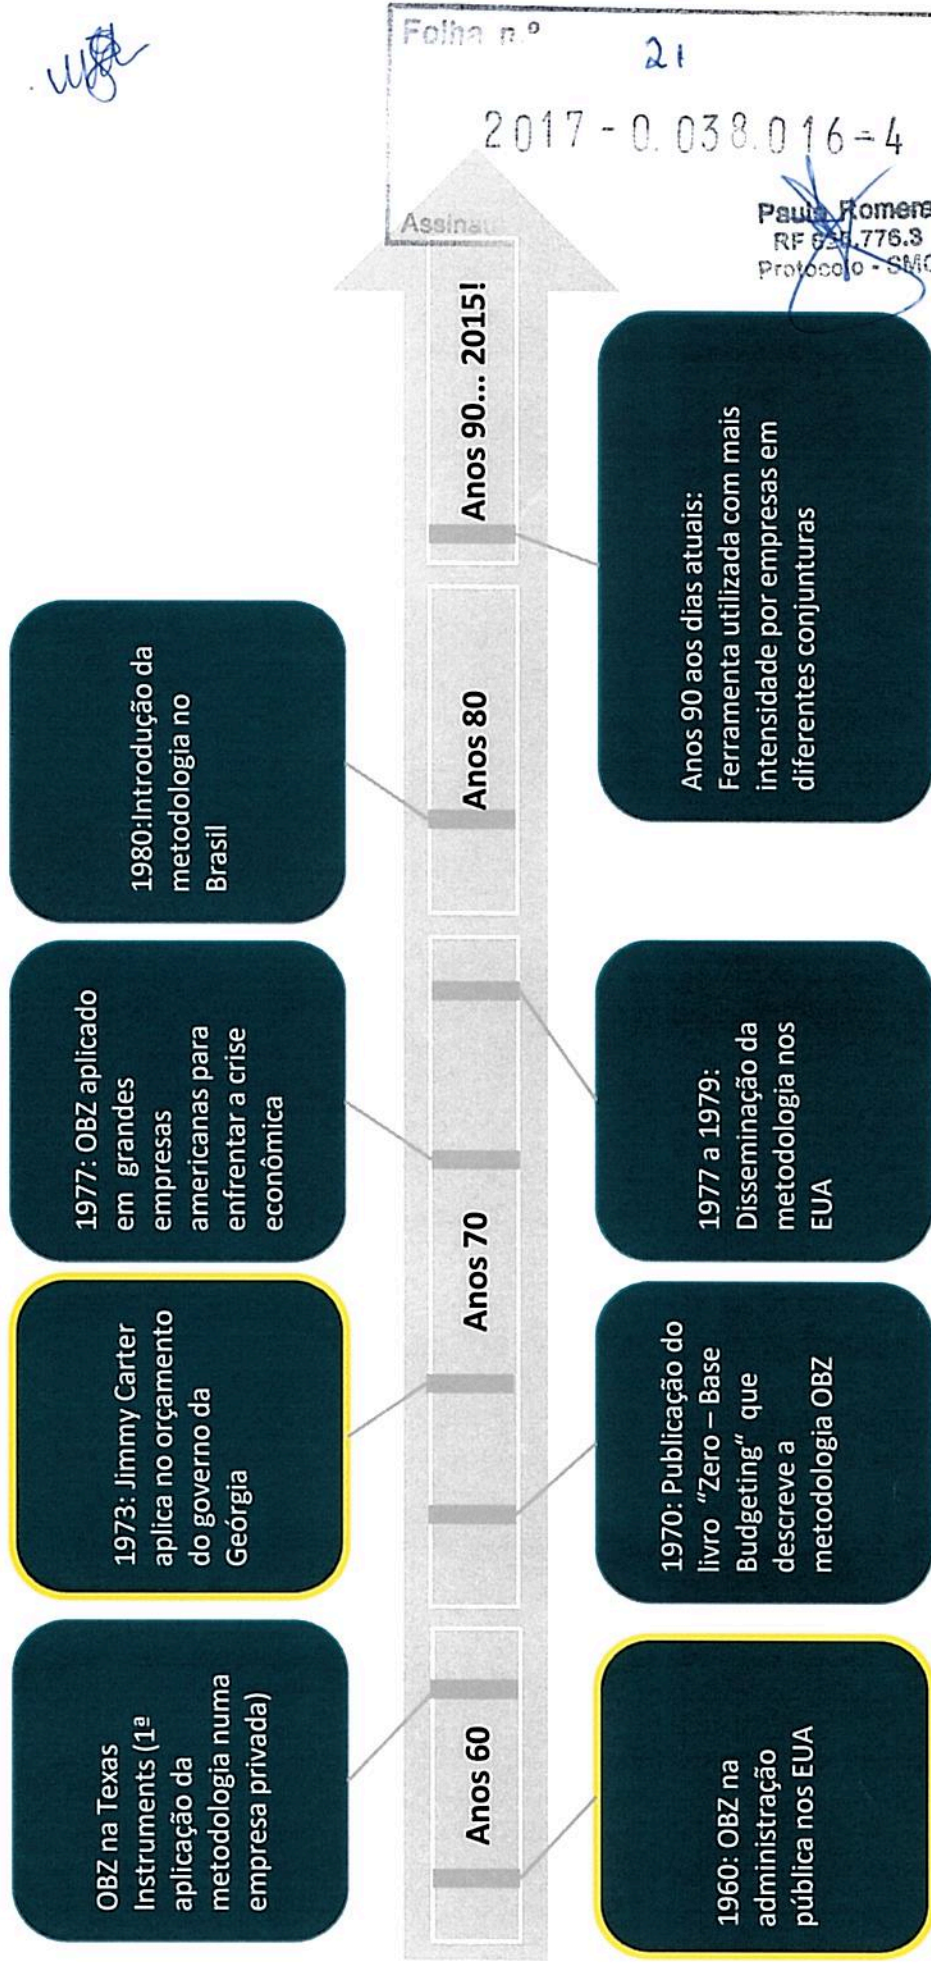 Folha n.º
21
2017-0.038.016=4
Paula Romero
Protocolo - SMG
OBZ na Texas
Instruments (1ª
aplicação da
metodologia numa
empresa privada)
1973: Jimmy Carter
aplica no orçamento
do governo da
Geórgia
1977: OBZ aplicado
em grandes
empresas
americanas para
enfrentar a crise
econômica
1980:Introdução da
metodologia no
Brasil
Anos 60
Anos 70
Anos 80
Anos 90... 2015!
1960: OBZ na
administração
pública nos EUA
1970: Publicação do
livro “Zero – Base
Budgeting“ que
descreve a
metodologia OBZ
1977 a 1979:
Disseminação da
metodologia nos
EUA
Anos 90 aos dias atuais:
Ferramenta utilizada com mais
intensidade por empresas em
diferentes conjunturas